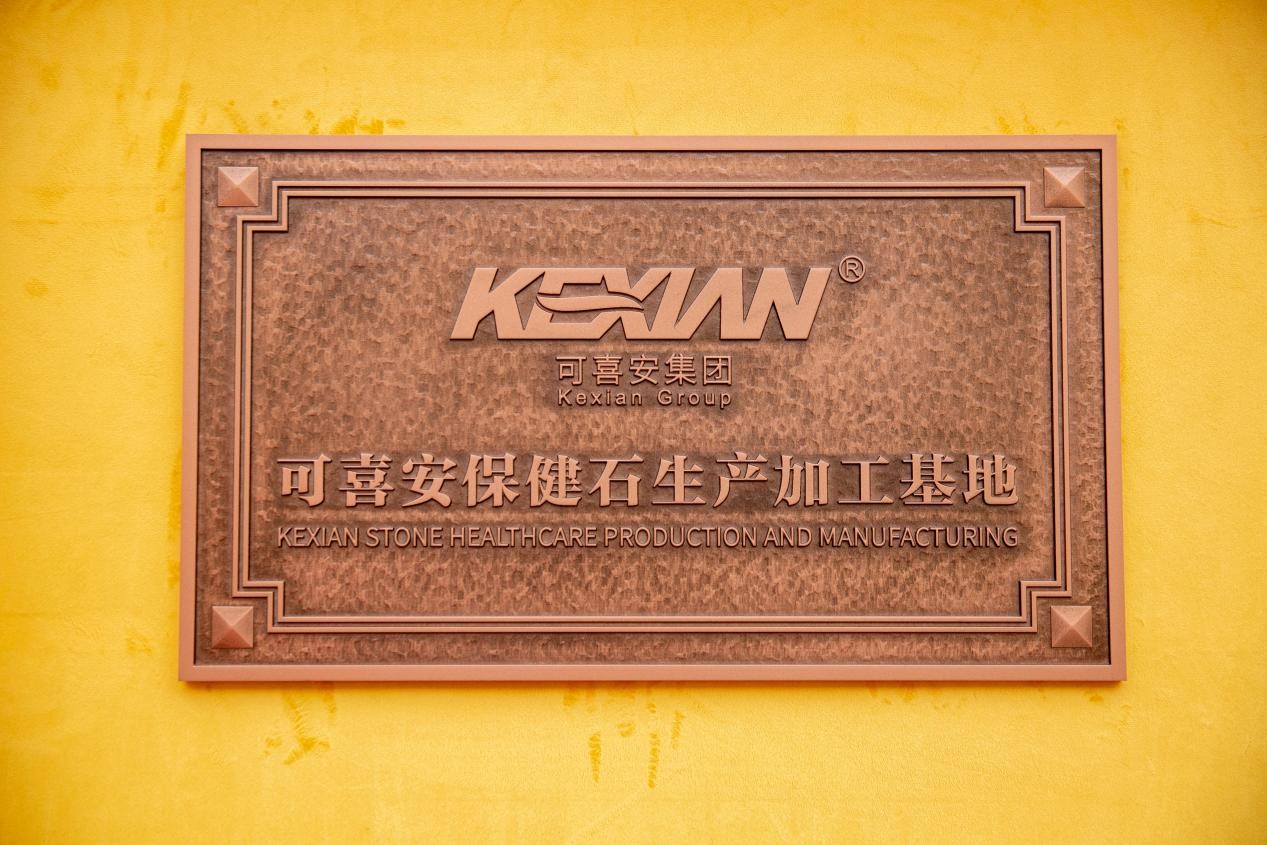 KEXIAN®
可喜安集团
Kexian Group
可喜安保健石生产加工基地
KEXIAN STONE HEALTHCARE PRODUCTION AND MANUFACTURING